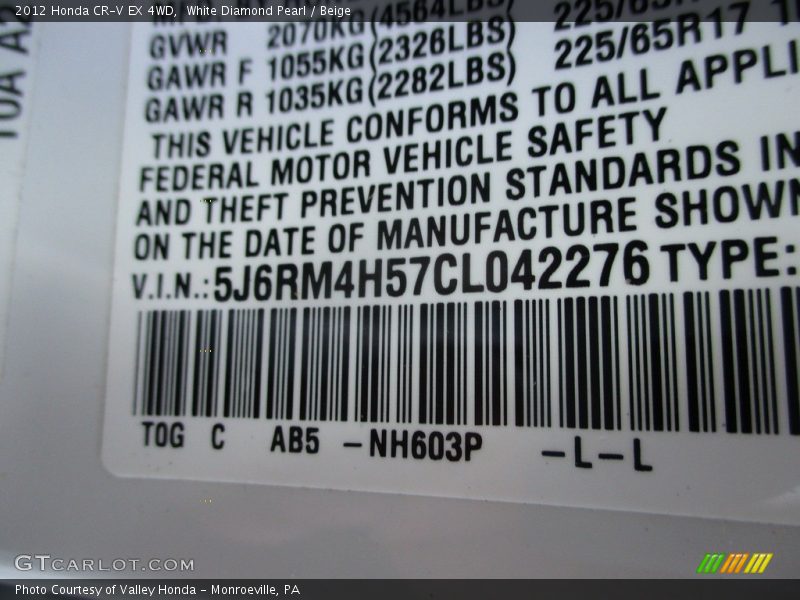 2012 Honda CR-V EX 4WD, White Diamond Pearl / Beige
GVWR 2070KG(4564LBS)
GAWR F 1055KG(2326LBS) 225/65R17
GAWR R 1035KG(2282LBS)
THIS VEHICLE CONFORMS TO ALL APPLI
FEDERAL MOTOR VEHICLE SAFETY
AND THEFT PREVENTION STANDARDS IN
ON THE DATE OF MANUFACTURE SHOWN
V.I.N.: 5J6RM4H57CL042276 TYPE:
TOG C AB5 -NH603P -L-L
GTCARLOT.COM
Photo Courtesy of Valley Honda - Monroeville, PA